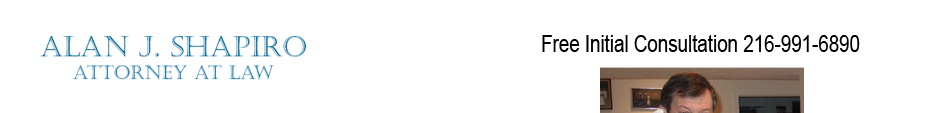 ALAN J. SHAPIRO
ATTORNEY AT LAW
Free Initial Consultation 216-991-6890